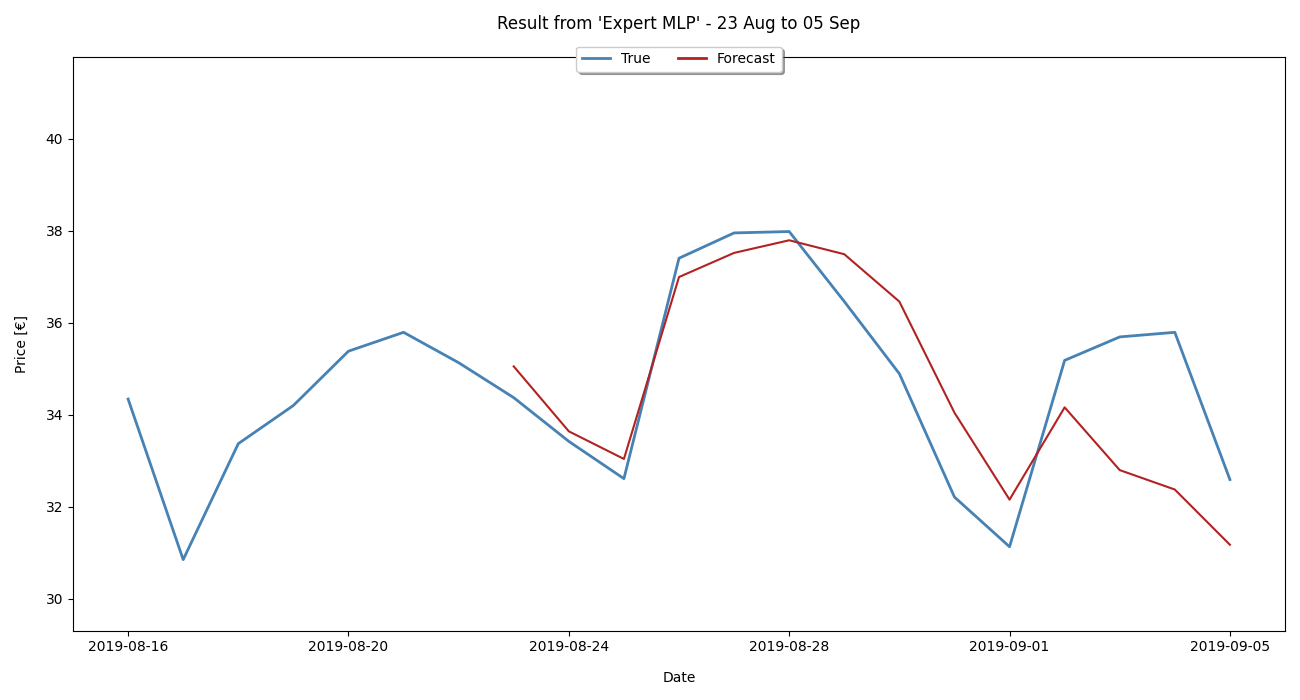 Result from 'Expert MLP' - 23 Aug to 05 Sep
True Forecast
40
38
36
34
32
30
Price [€]
2019-08-16 2019-08-20 2019-08-24 2019-08-28 2019-09-01 2019-09-05
Date